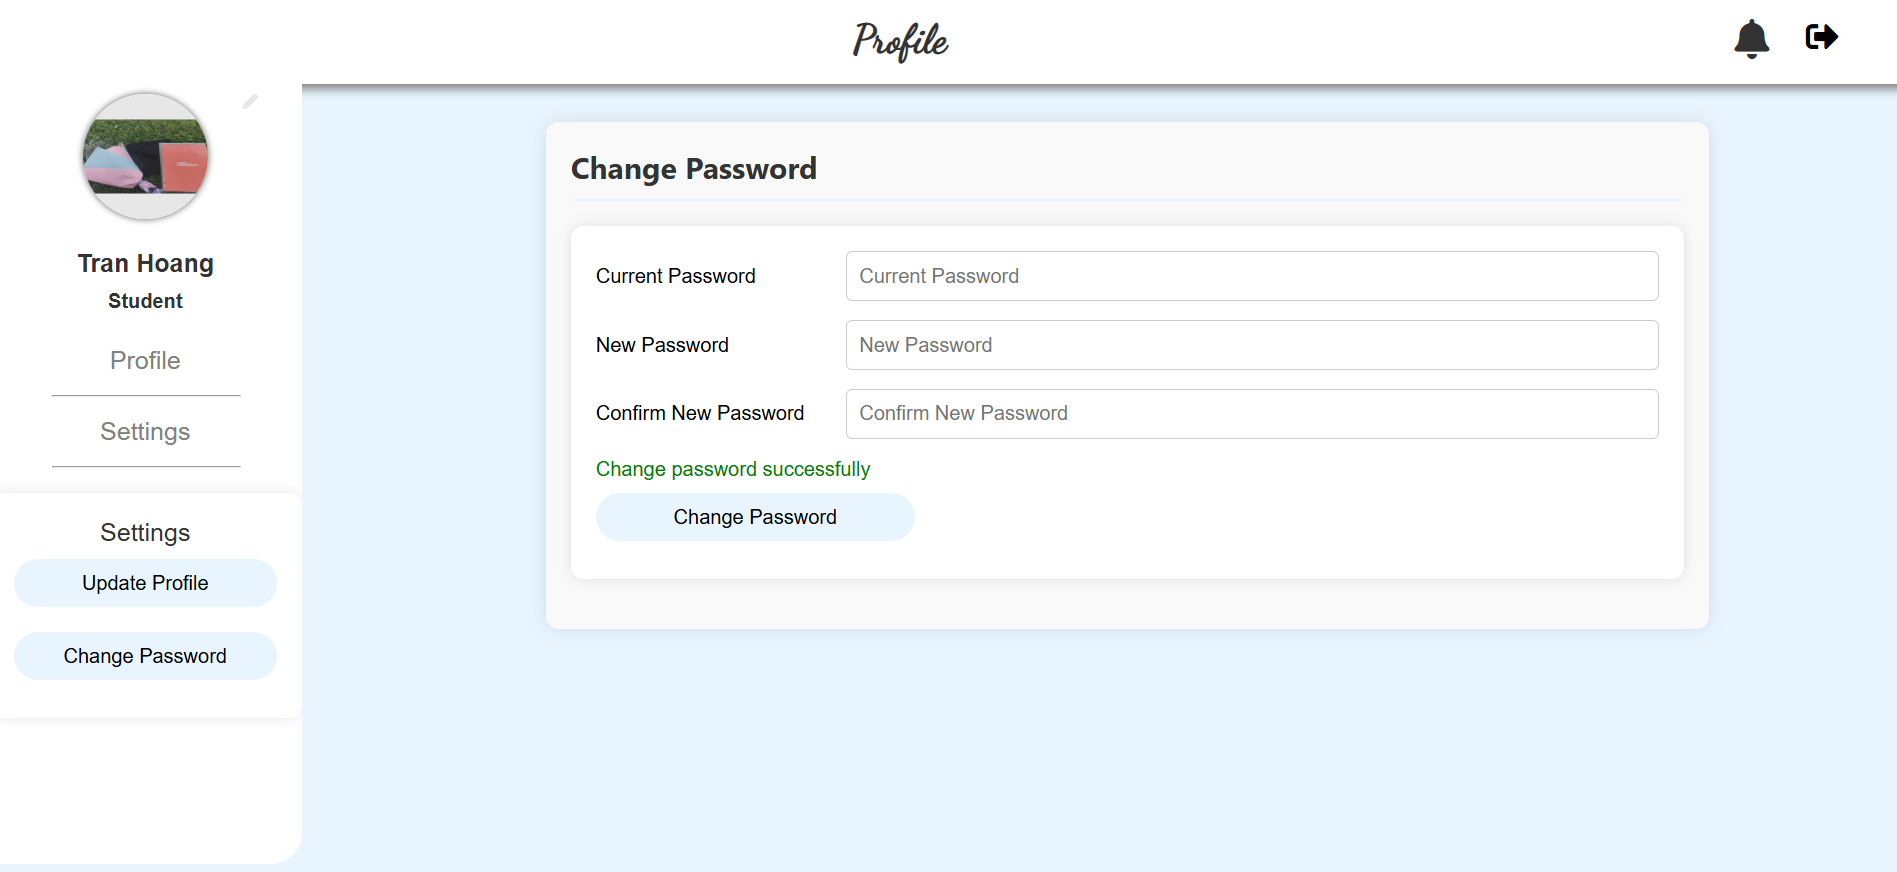 Profile
Tran Hoang
Student
Profile
Settings
Settings
Update Profile
Change Password
Change Password
Current Password
Current Password
New Password
New Password
Confirm New Password
Confirm New Password
Change password successfully
Change Password